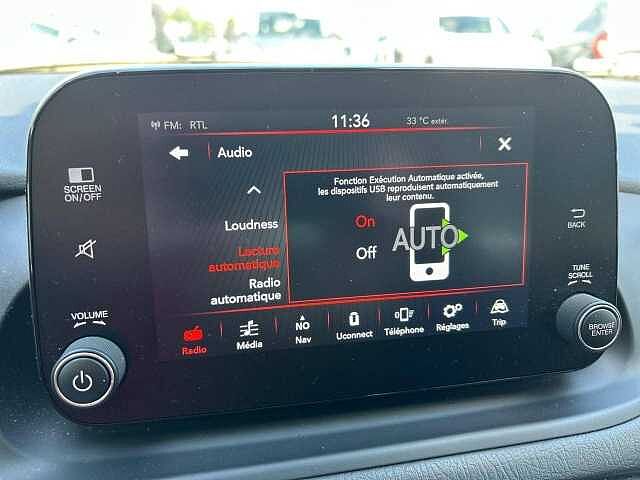 FM: RTL
11:36
33 °C extér.
Audio
SCREEN
ON/OFF
Fonction Exécution Automatique activée,
les dispositifs USB reproduisent automatiquement
leur contenu.
Loudness
On
AUTO
BACK
Lecture
automatique
Off
Radio
automatique
TUNE
SCROLL
VOLUME
BROWSE
ENTER
Radio
Média
NO
Nav
Uconnect
Téléphone
Réglages
Trip